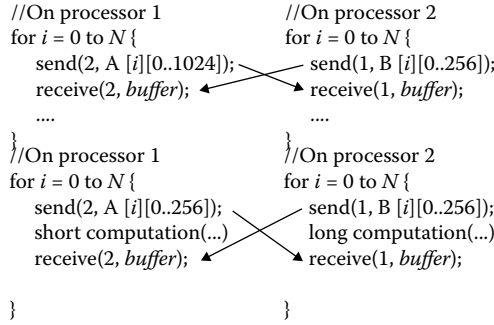 //On processor 1 //On processor 2
for i = 0 to N { for i = 0 to N {
send(2, A [i][0..1024]); send(1, B [i][0..256]);
receive(2, buffer); receive(1, buffer);
.... ....
} }
//On processor 1 //On processor 2
for i = 0 to N { for i = 0 to N {
send(2, A [i][0..256]); send(1, B [i][0..256]);
short computation(...) long computation(...)
receive(2, buffer); receive(1, buffer);
} }